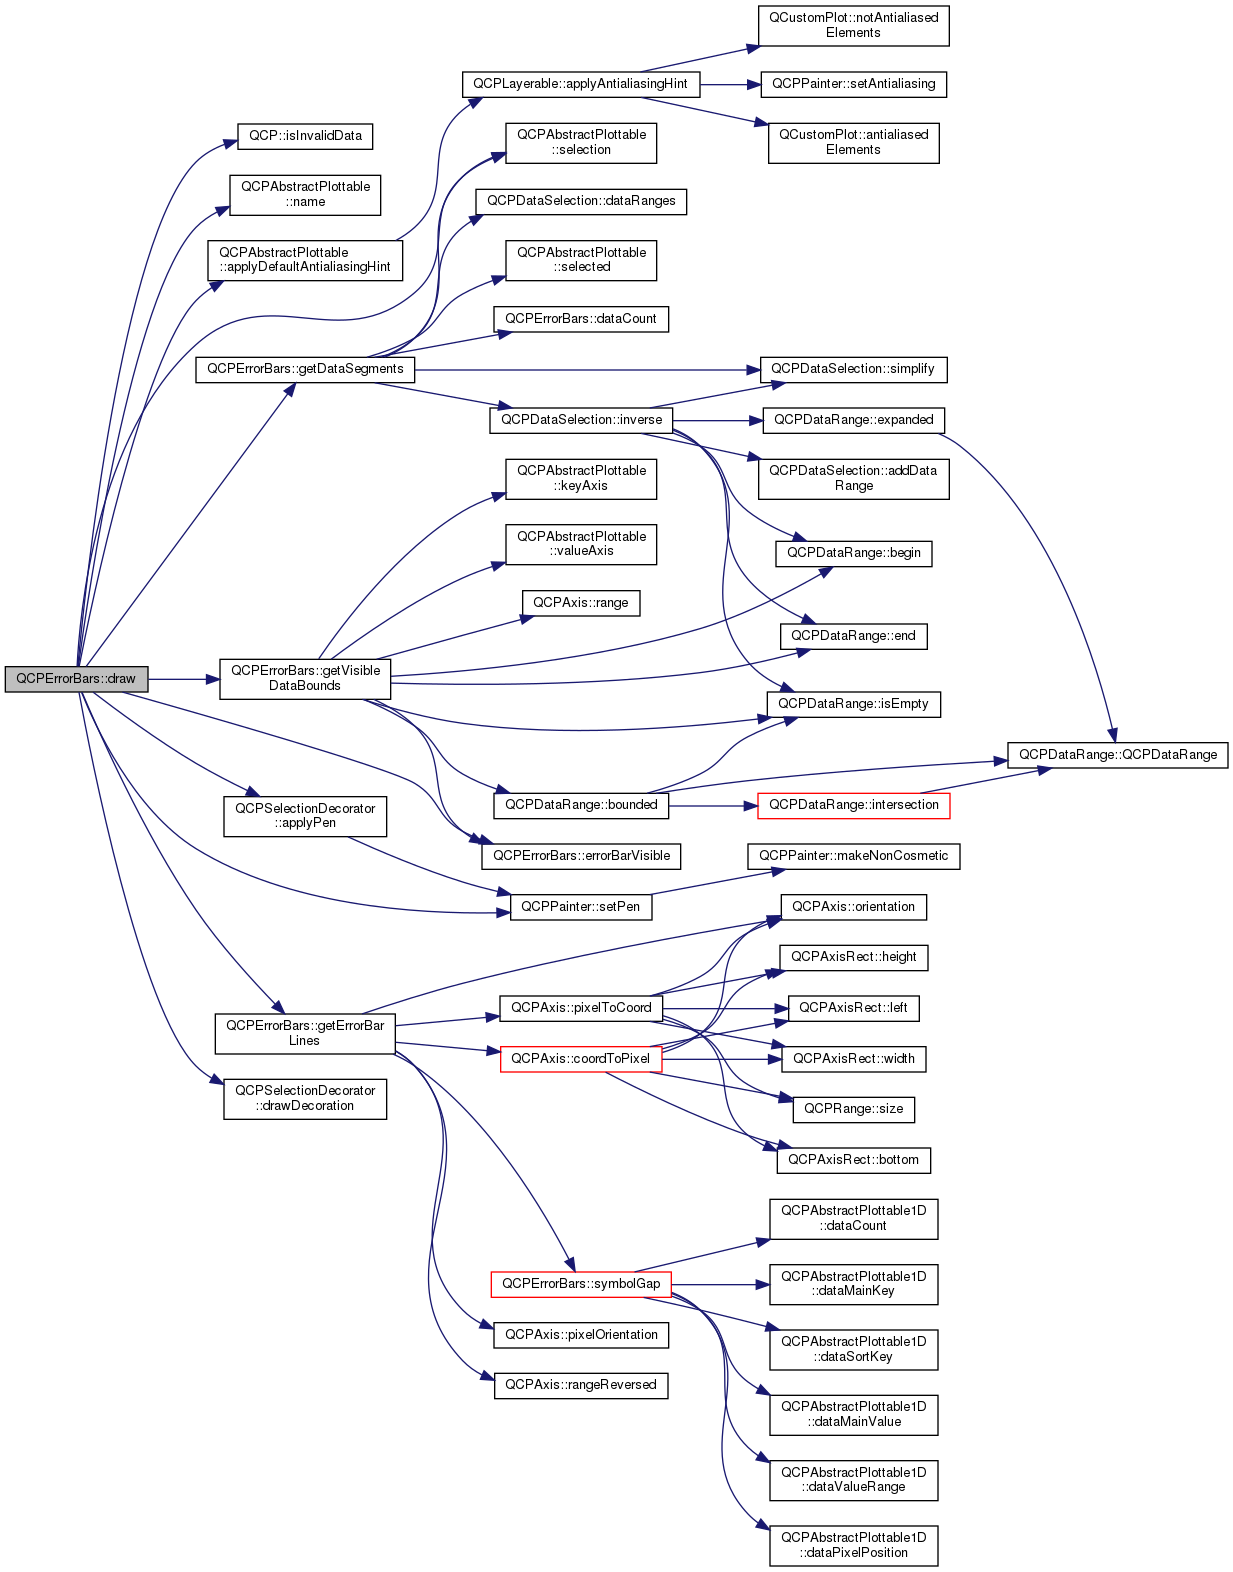 QCustomPlot::notAntialiased
Elements
QCPLayerable::applyAntialiasingHint
QCPPainter::setAntialiasing
QCustomPlot::antialiased
Elements
QCP::isInvalidData
QCPAbstractPlottable
::selection
QCPAbstractPlottable
::name
QCPDataSelection::dataRanges
QCPAbstractPlottable
::applyDefaultAntialiasingHint
QCPAbstractPlottable
::selected
QCPErrorBars::dataCount
QCPErrorBars::getDataSegments
QCPDataSelection::simplify
QCPDataSelection::inverse
QCPDataRange::expanded
QCPAbstractPlottable
::keyAxis
QCPDataSelection::addData
Range
QCPAbstractPlottable
::valueAxis
QCPDataRange::begin
QCPAxis::range
QCPDataRange::end
QCPErrorBars::draw
QCPErrorBars::getVisible
DataBounds
QCPDataRange::isEmpty
QCPDataRange::QCPDataRange
QCPDataRange::bounded
QCPDataRange::intersection
QCPSelectionDecorator
::applyPen
QCPErrorBars::errorBarVisible
QCPPainter::makeNonCosmetic
QCPPainter::setPen
QCPAxis::orientation
QCPAxisRect::height
QCPAxis::pixelToCoord
QCPAxisRect::left
QCPErrorBars::getErrorBar
Lines
QCPAxis::coordToPixel
QCPAxisRect::width
QCPSelectionDecorator
::drawDecoration
QCPRange::size
QCPAxisRect::bottom
QCPAbstractPlottable1D
::dataCount
QCPErrorBars::symbolGap
QCPAbstractPlottable1D
::dataMainKey
QCPAxis::pixelOrientation
QCPAbstractPlottable1D
::dataSortKey
QCPAxis::rangeReversed
QCPAbstractPlottable1D
::dataMainValue
QCPAbstractPlottable1D
::dataValueRange
QCPAbstractPlottable1D
::dataPixelPosition